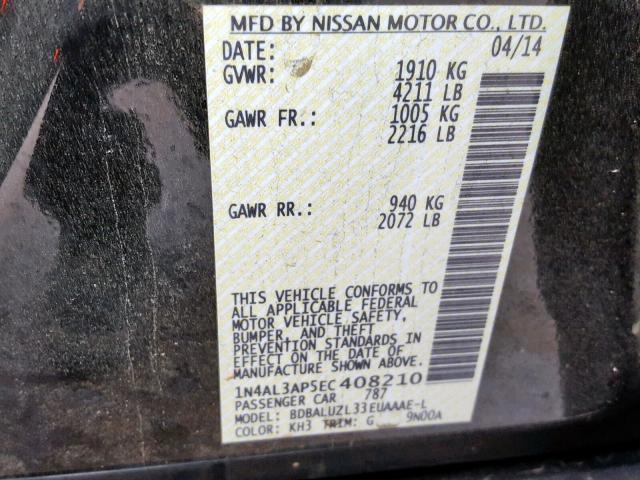 MFD BY NISSAN MOTOR CO., LTD.
DATE: 04/14
GVWR: 1910 KG
4211 LB
GAWR FR.: 1005 KG
2216 LB
GAWR RR.: 940 KG
2072 LB
THIS VEHICLE CONFORMS TO
ALL APPLICABLE FEDERAL
MOTOR VEHICLE SAFETY,
BUMPER, AND THEFT
PREVENTION STANDARDS IN
EFFECT ON THE DATE OF
MANUFACTURE SHOWN ABOVE.
1N4AL3AP5EC408210
PASSENGER CAR 787
MODEL: BDBALUZL33EUAAAE-L
COLOR: KH3 TRIM: G 9N00A